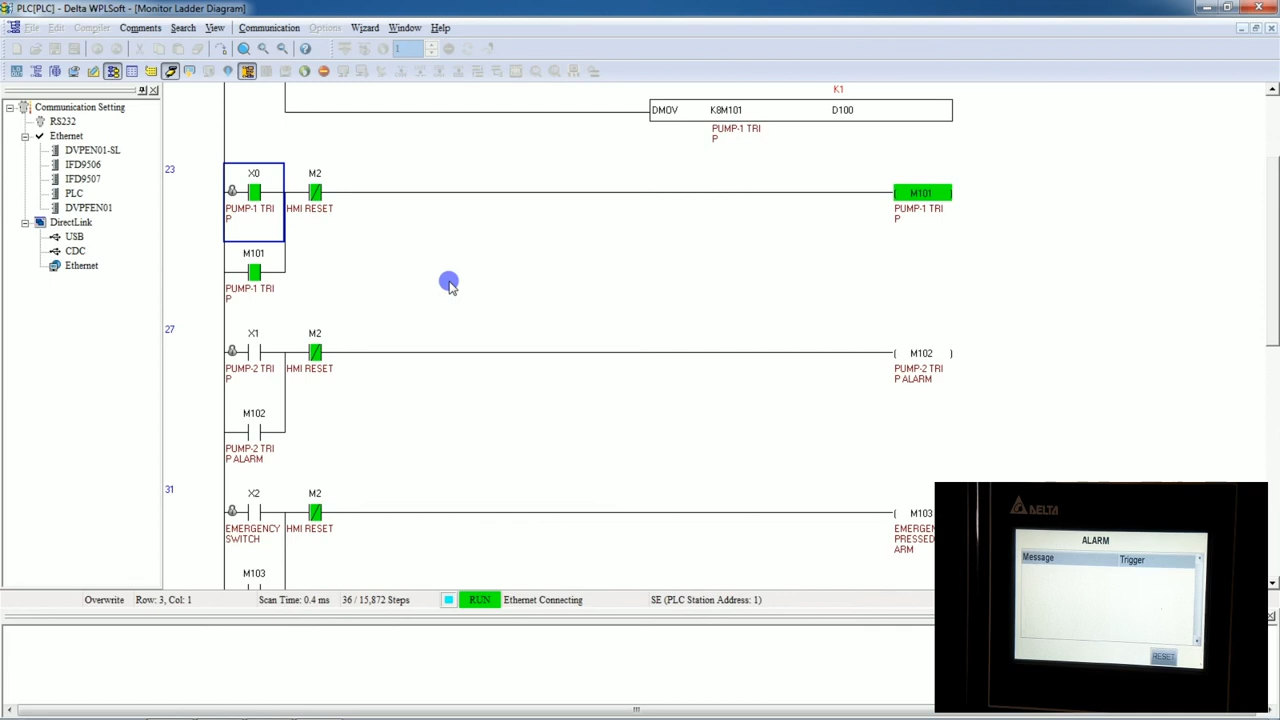 PLC[PLC] - Delta WPLSoft - [Monitor Ladder Diagram]
File Edit Compiler Comments Search View Communication Options Wizard Window Help
1
Communication Setting
RS232
Ethernet
DVPEN01-SL
IFD9506
IFD9507
PLC
DVPFEN01
DirectLink
USB
CDC
Ethernet
K1
DMOV K8M101 D100
PUMP-1 TRI
P
23
X0 M2
M101
PUMP-1 TRI
P
HMI RESET
PUMP-1 TRI
P
M101
PUMP-1 TRI
P
27
X1 M2
M102
PUMP-2 TRI
P
HMI RESET
PUMP-2 TRI
P ALARM
M102
PUMP-2 TRI
P ALARM
31
X2 M2
M103
EMERGENCY
SWITCH
HMI RESET
EMERGEN
PRESSED
ARM
M103
Overwrite Row: 3, Col: 1 Scan Time: 0.4 ms 36 / 15,872 Steps RUN Ethernet Connecting SE (PLC Station Address: 1)
DELTA
ALARM
Message Trigger
RESET